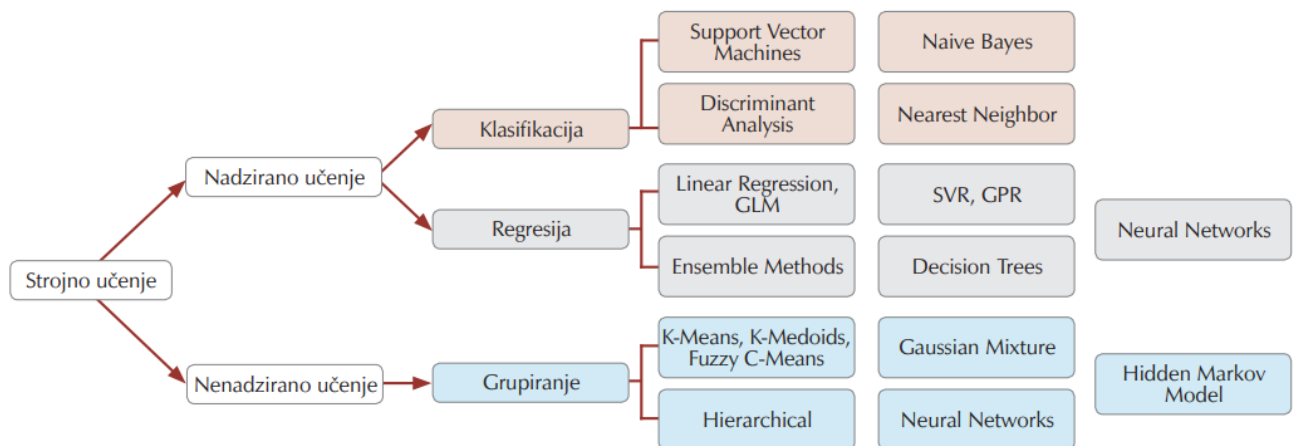 Support Vector
Machines
Naive Bayes
Klasifikacija
Discriminant
Analysis
Nearest Neighbor
Nadzirano učenje
Linear Regression,
GLM
SVR, GPR
Regresija
Neural Networks
Ensemble Methods
Decision Trees
Strojno učenje
K-Means, K-Medoids,
Fuzzy C-Means
Gaussian Mixture
Nenadzirano učenje
Grupiranje
Hidden Markov
Model
Hierarchical
Neural Networks